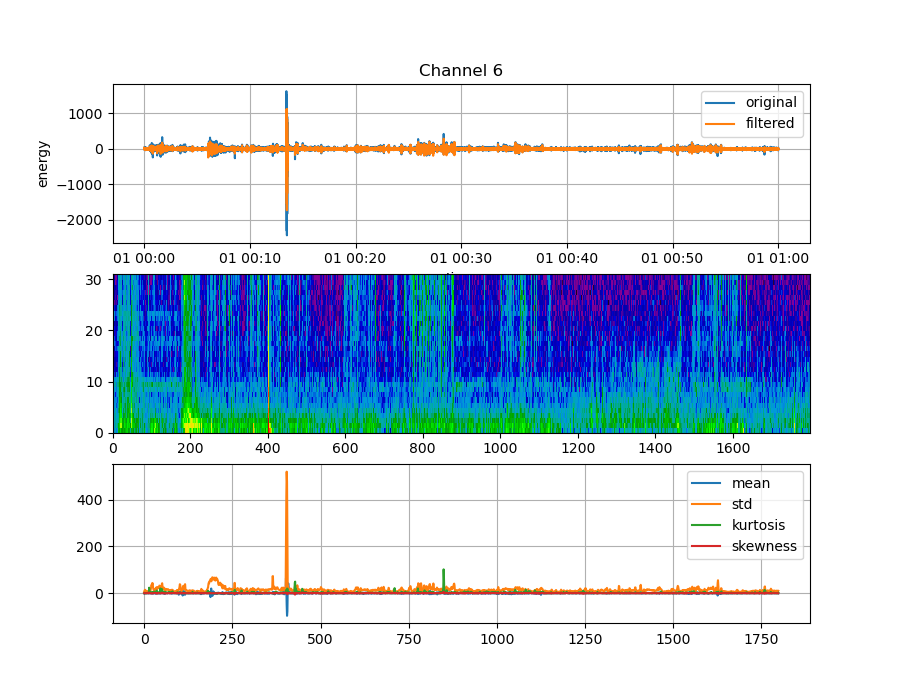 Channel 6
energy
1000
0
−1000
−2000
original
filtered
01 00:00 01 00:10 01 00:20 01 00:30 01 00:40 01 00:50 01 01:00
30
20
10
0
0 200 400 600 800 1000 1200 1400 1600
400
200
0
mean
std
kurtosis
skewness
0 250 500 750 1000 1250 1500 1750